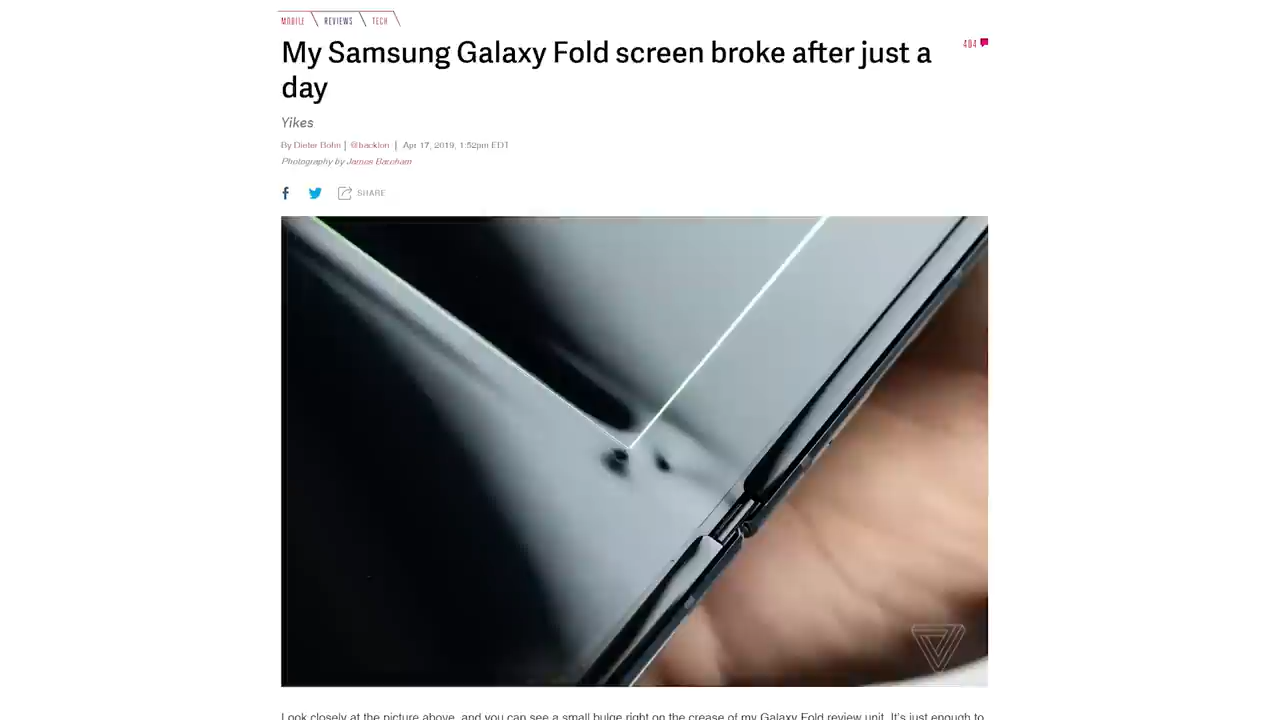 MOBILE REVIEWS TECH
My Samsung Galaxy Fold screen broke after just a
404
day
Yikes
By Dieter Bohn | @backlon | Apr 17, 2019, 1:52pm EDT
Photography by James Bareham
SHARE
Look closely at the picture above, and you can see a small bulge right on the crease of my Galaxy Fold review unit. It's just enough to